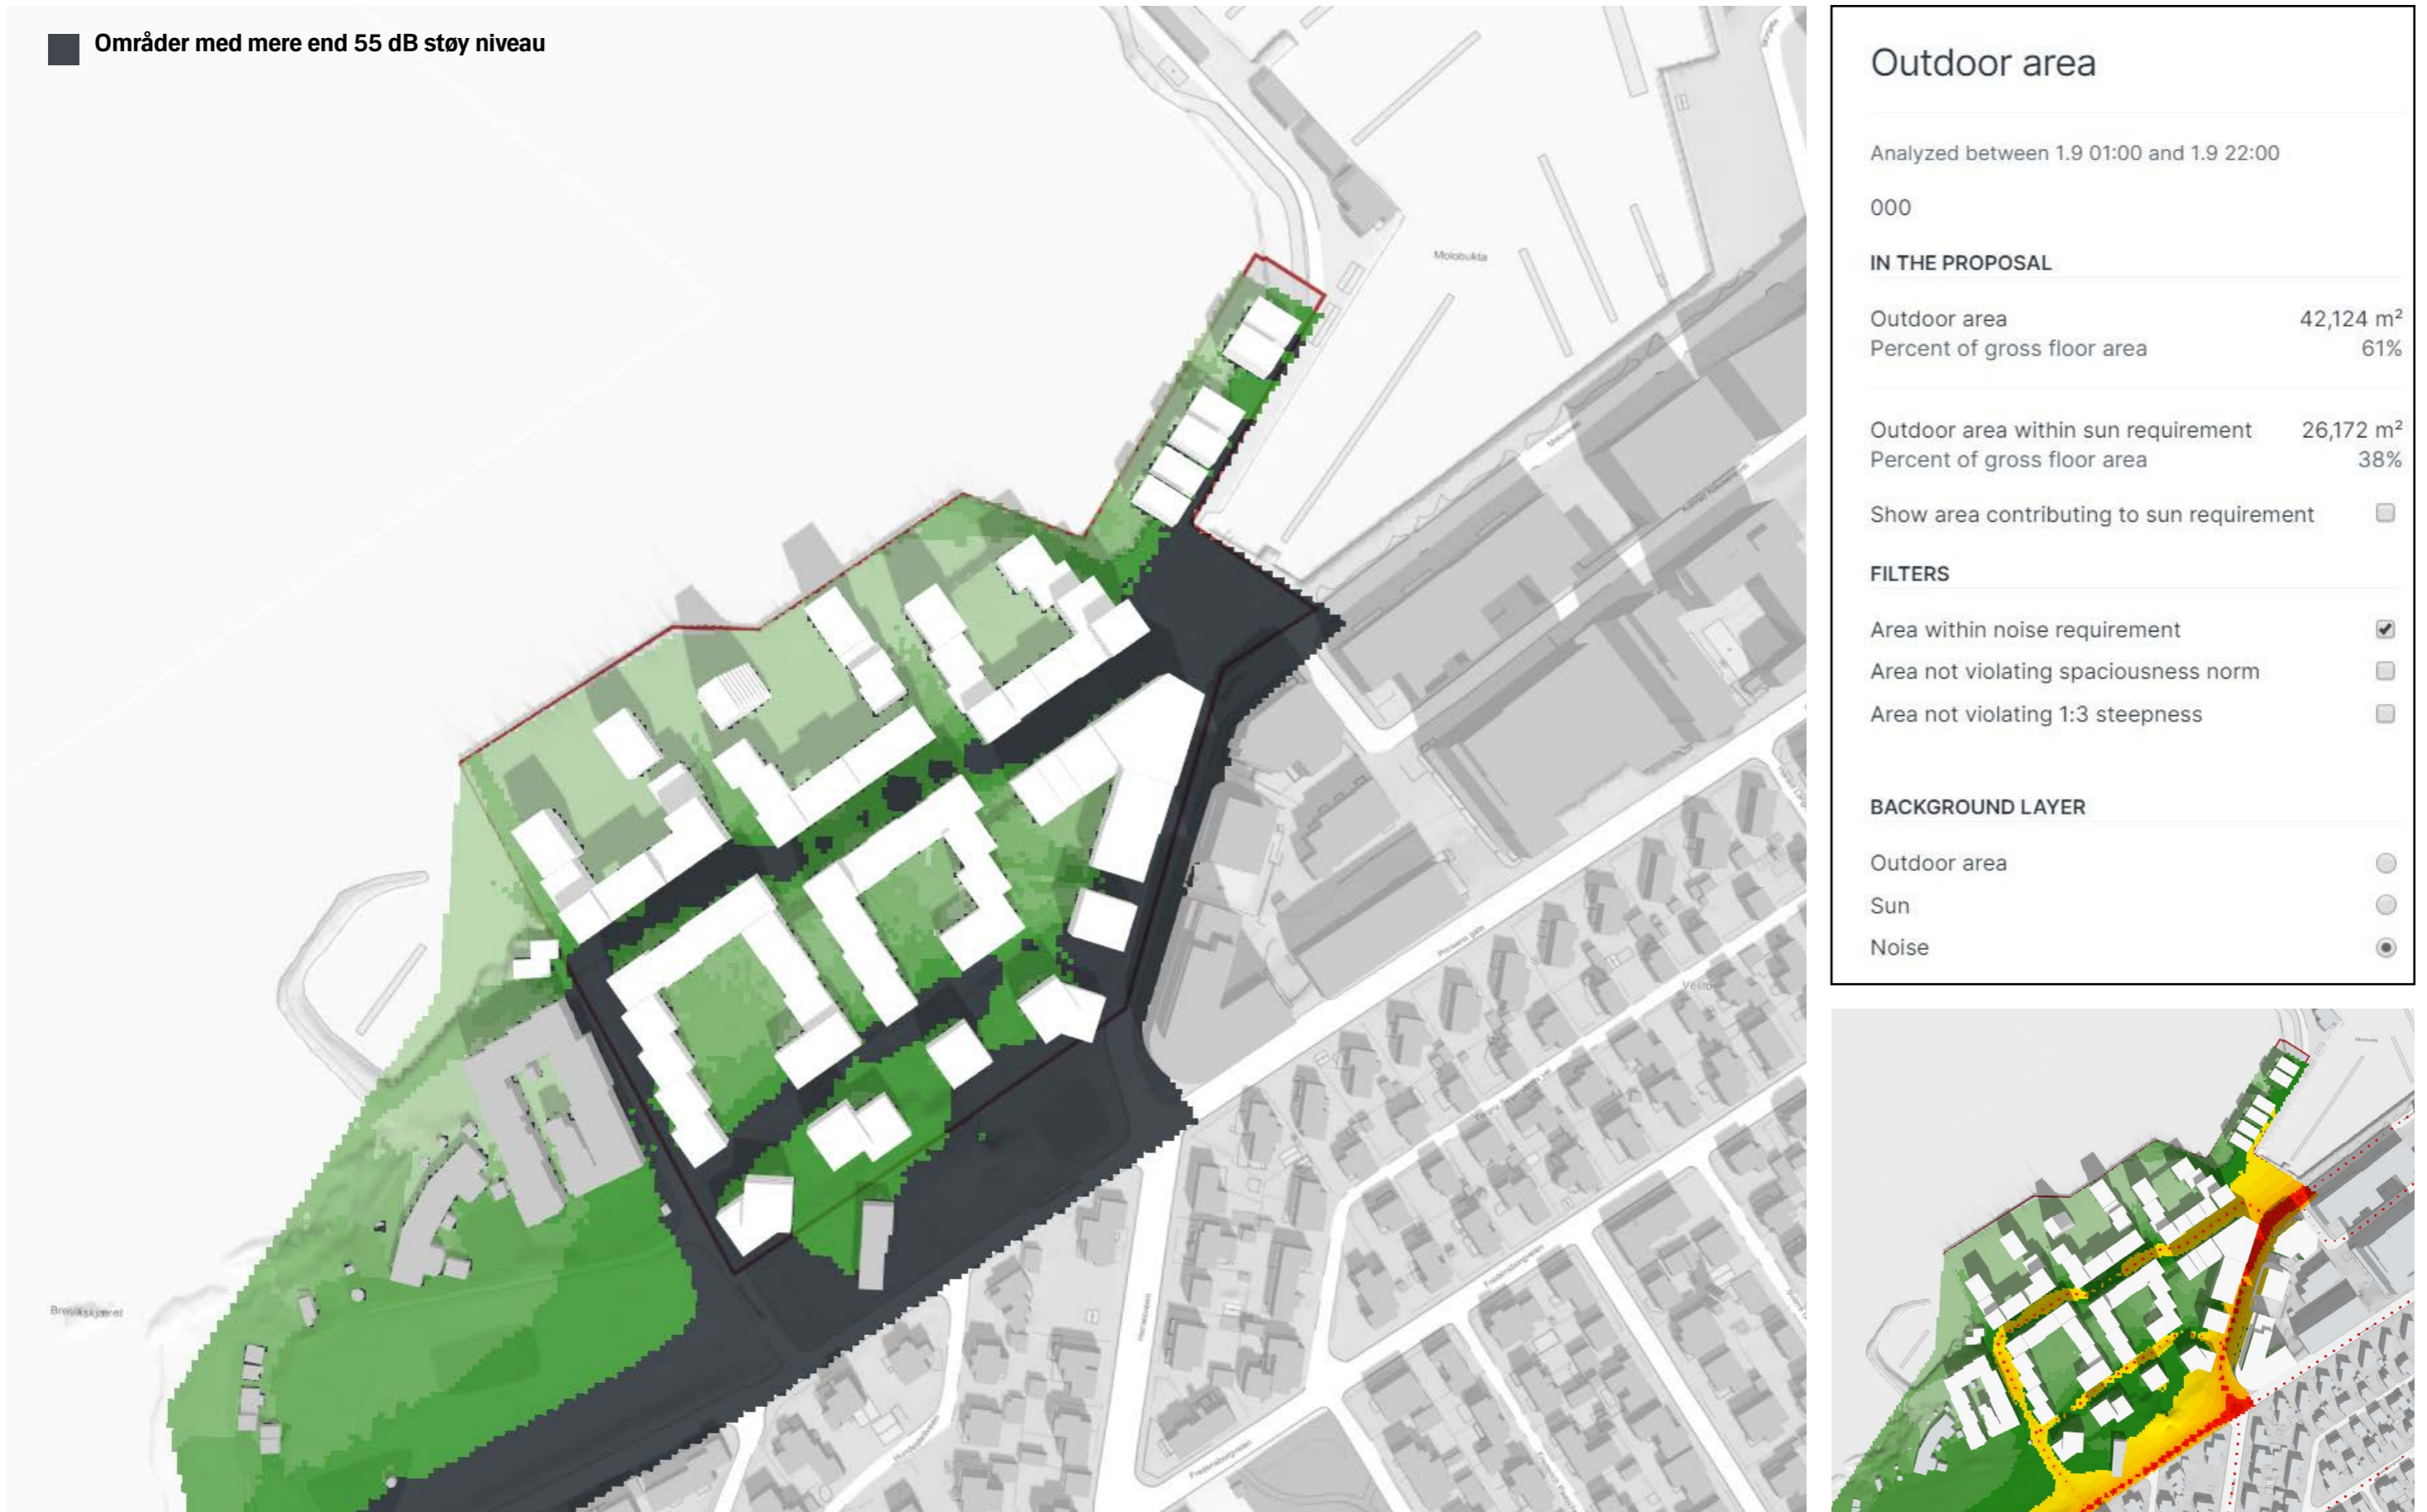 Områder med mere end 55 dB støy niveau
Molobukta
Outdoor area
Analyzed between 1.9 01:00 and 1.9 22:00
000
IN THE PROPOSAL
Outdoor area 42,124 m²
Percent of gross floor area 61%
Outdoor area within sun requirement 26,172 m²
Percent of gross floor area 38%
Show area contributing to sun requirement
FILTERS
Area within noise requirement
Area not violating spaciousness norm
Area not violating 1:3 steepness
BACKGROUND LAYER
Outdoor area
Sun
Noise
Prinsens gate
Fredensborgveien
Fredensborgveien